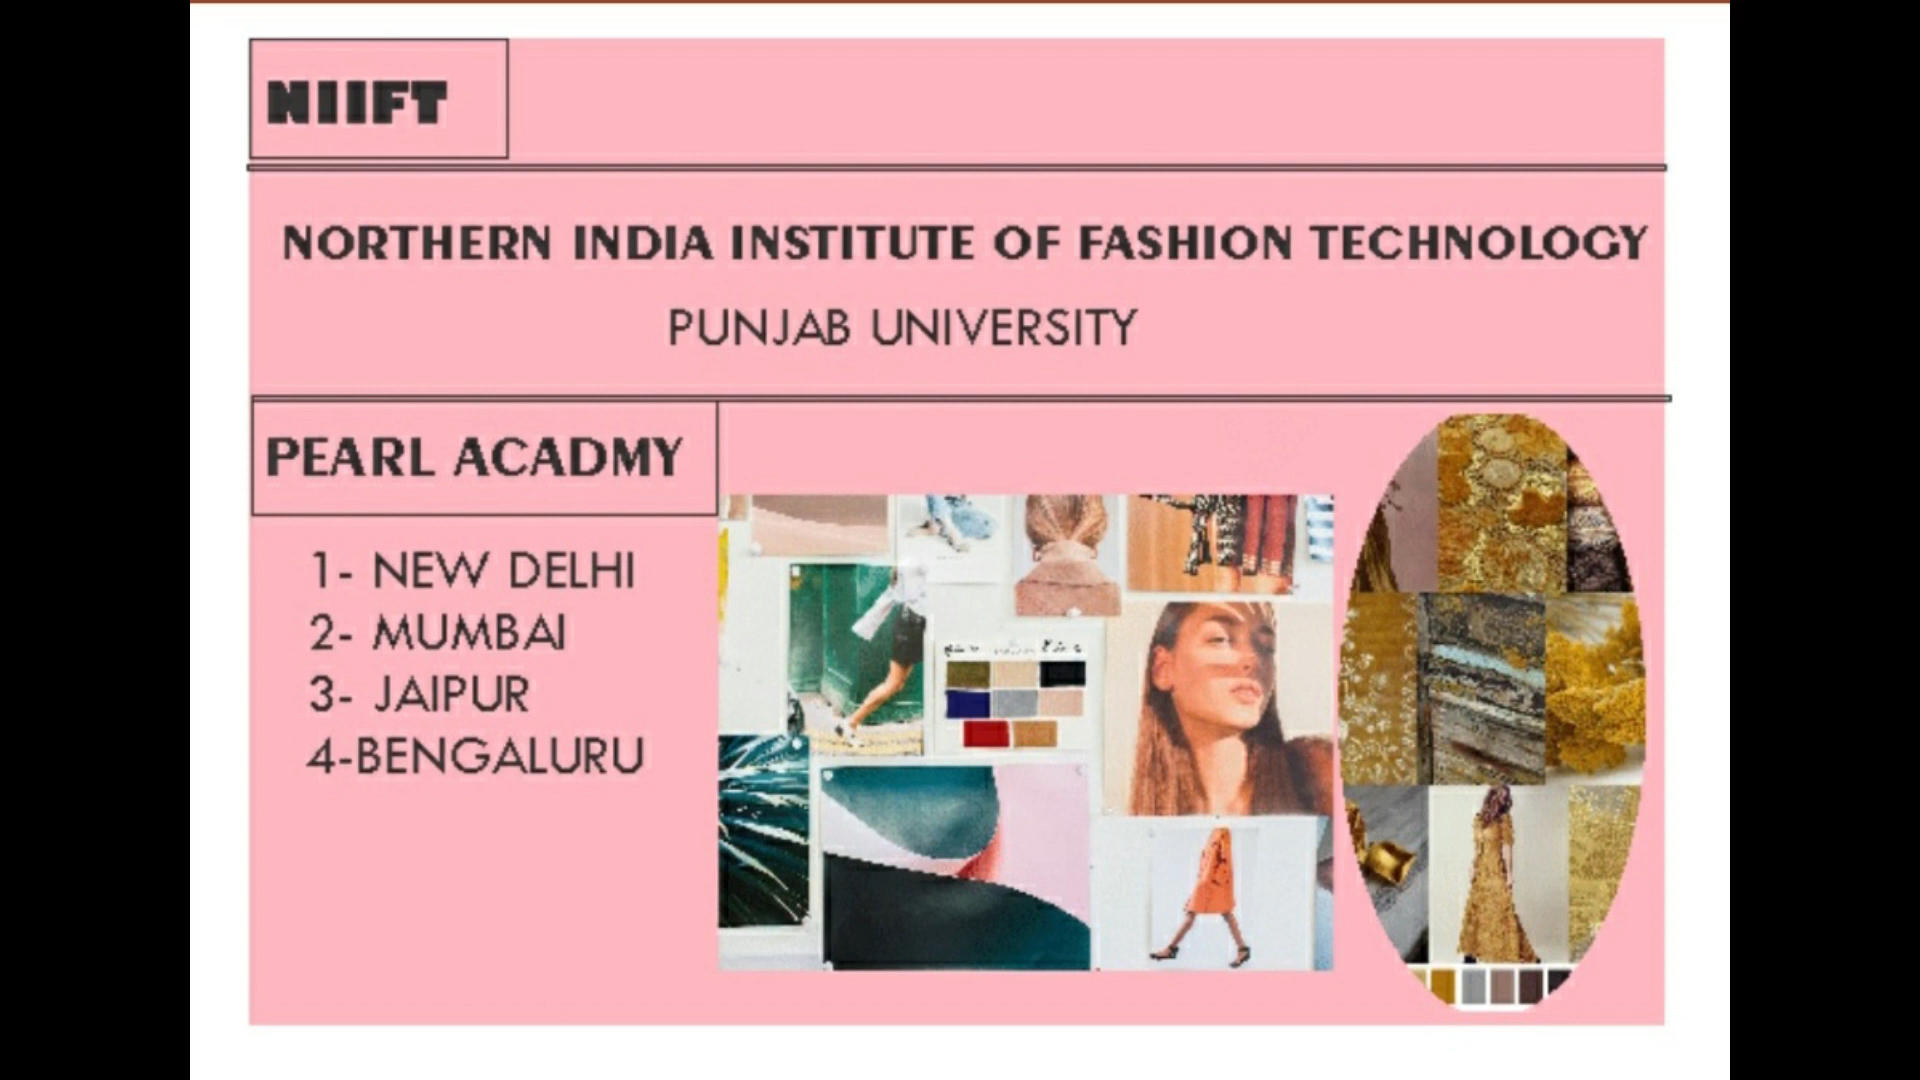 NIIFT
NORTHERN INDIA INSTITUTE OF FASHION TECHNOLOGY
PUNJAB UNIVERSITY
PEARL ACADMY
1- NEW DELHI
2- MUMBAI
3- JAIPUR
4-BENGALURU